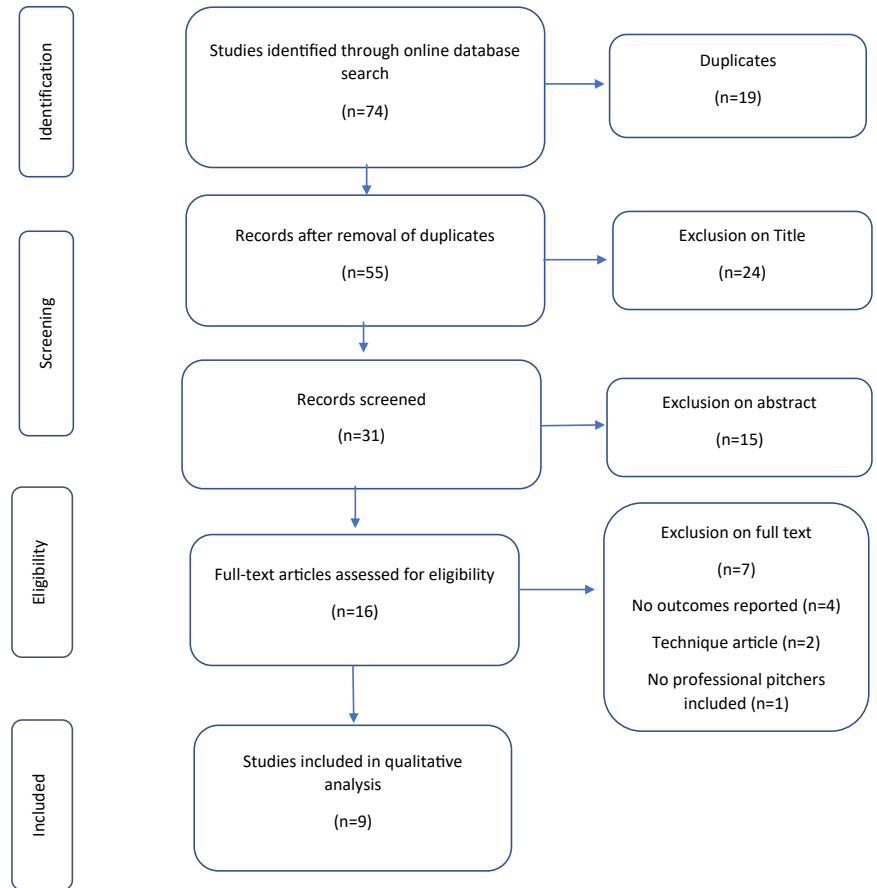 Identification
Studies identified through online database
search
(n=74)
Duplicates
(n=19)
Screening
Records after removal of duplicates
(n=55)
Exclusion on Title
(n=24)
Records screened
(n=31)
Exclusion on abstract
(n=15)
Eligibility
Full-text articles assessed for eligibility
(n=16)
Exclusion on full text
(n=7)
No outcomes reported (n=4)
Technique article (n=2)
No professional pitchers
included (n=1)
Included
Studies included in qualitative
analysis
(n=9)